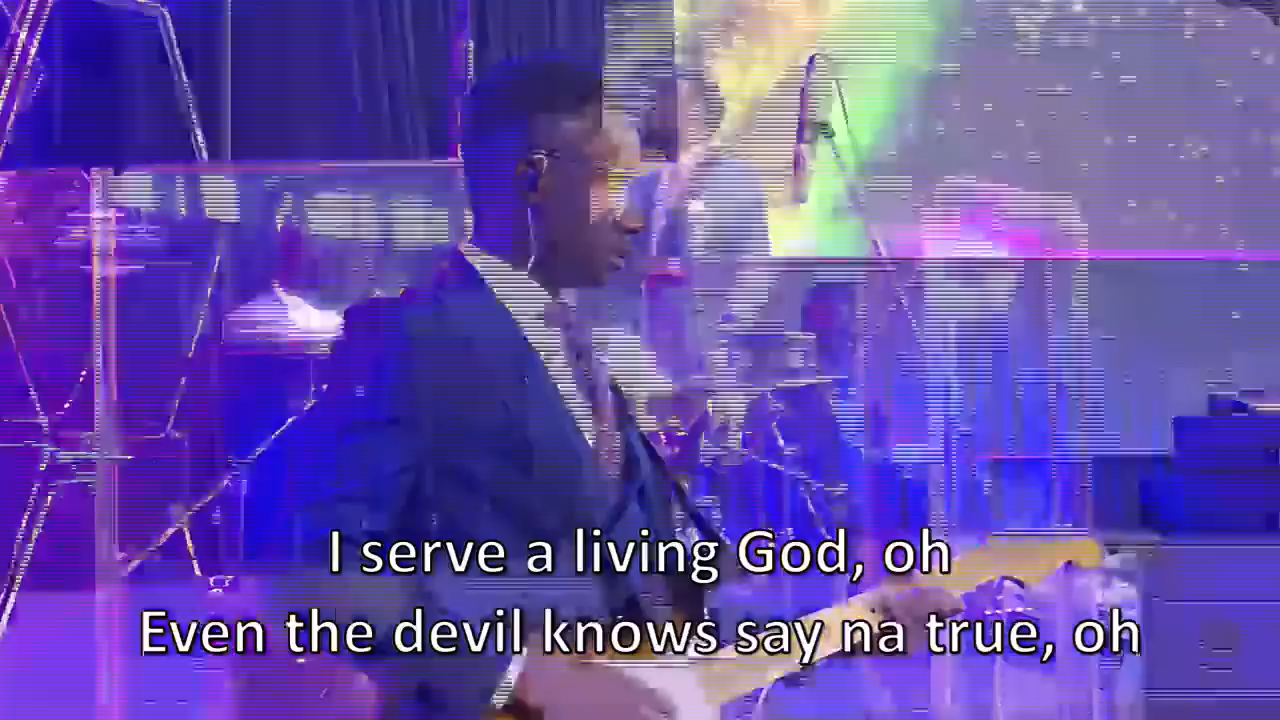 I serve a living God, oh
Even the devil knows say na true, oh